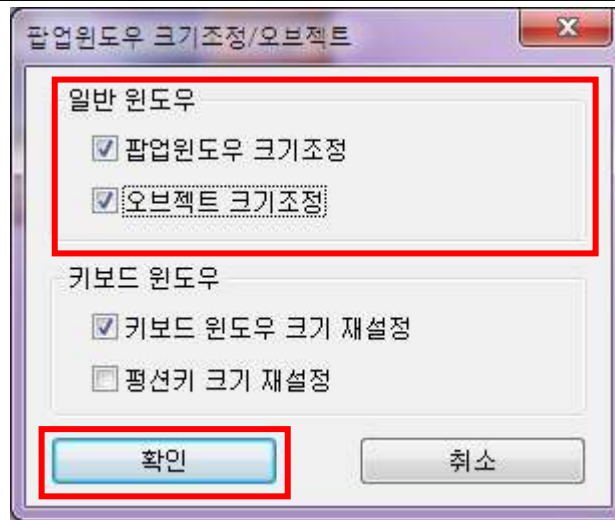 팝업윈도우 크기조정/오브젝트
일반 윈도우
팝업윈도우 크기조정
오브젝트 크기조정
키보드 윈도우
키보드 윈도우 크기 재설정
펑션키 크기 재설정
확인
취소